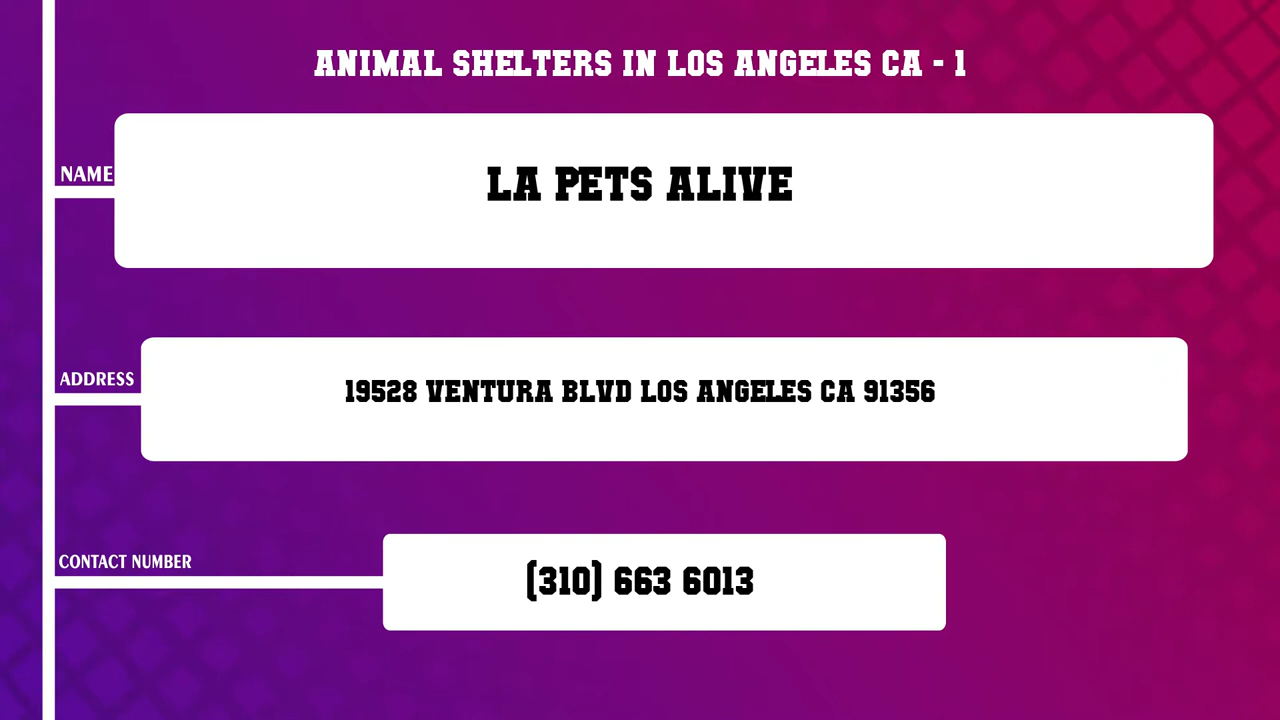 ANIMAL SHELTERS IN LOS ANGELES CA - 1
NAME
LA PETS ALIVE
ADDRESS
19528 VENTURA BLVD LOS ANGELES CA 91356
CONTACT NUMBER
(310) 663 6013